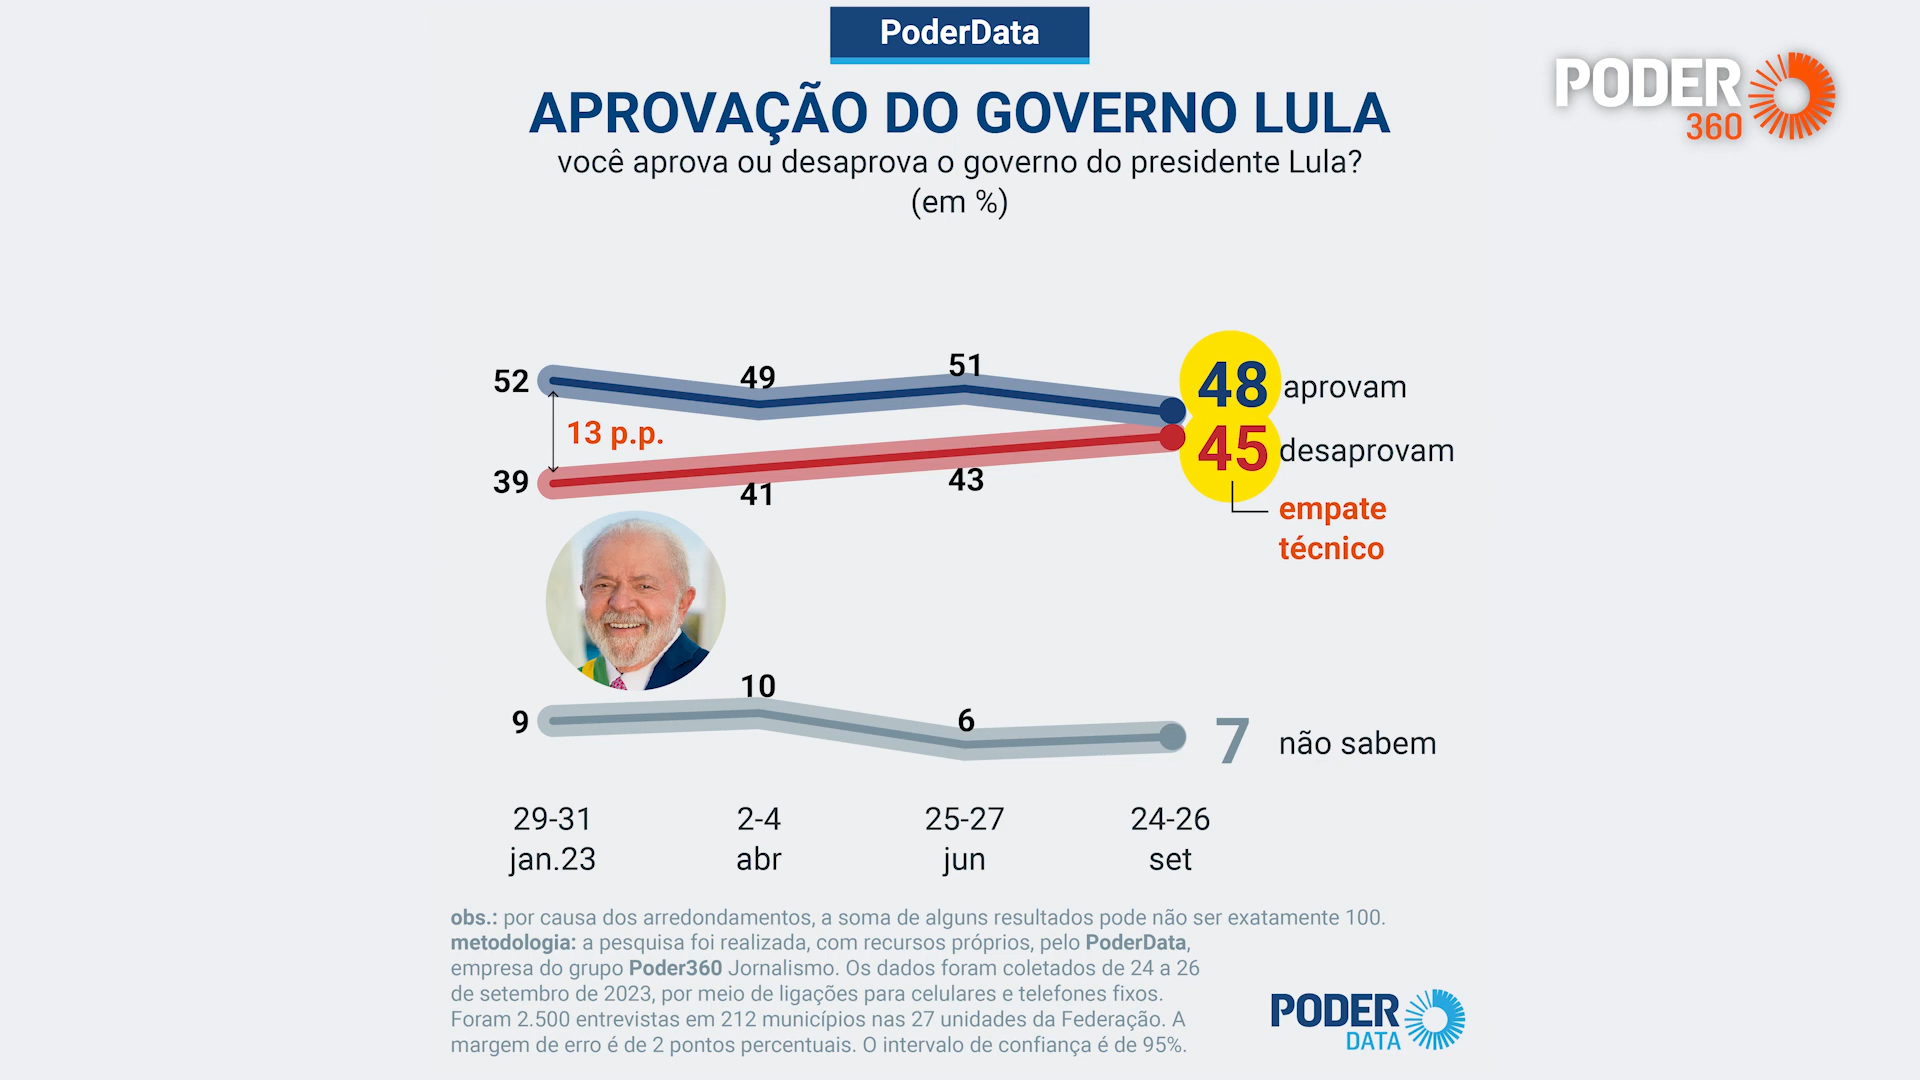 PoderData
PODER
360
APROVAÇÃO DO GOVERNO LULA
você aprova ou desaprova o governo do presidente Lula?
(em %)
52
49
51
48 aprovam
13 p.p.
39
41
43
45 desaprovam
empate
técnico
9
10
6
7 não sabem
29-31
jan.23
2-4
abr
25-27
jun
24-26
set
obs.: por causa dos arredondamentos, a soma de alguns resultados pode não ser exatamente 100.
metodologia: a pesquisa foi realizada, com recursos próprios, pelo PoderData,
empresa do grupo Poder360 Jornalismo. Os dados foram coletados de 24 a 26
de setembro de 2023, por meio de ligações para celulares e telefones fixos.
Foram 2.500 entrevistas em 212 municípios nas 27 unidades da Federação. A
margem de erro é de 2 pontos percentuais. O intervalo de confiança é de 95%.
PODER
DATA